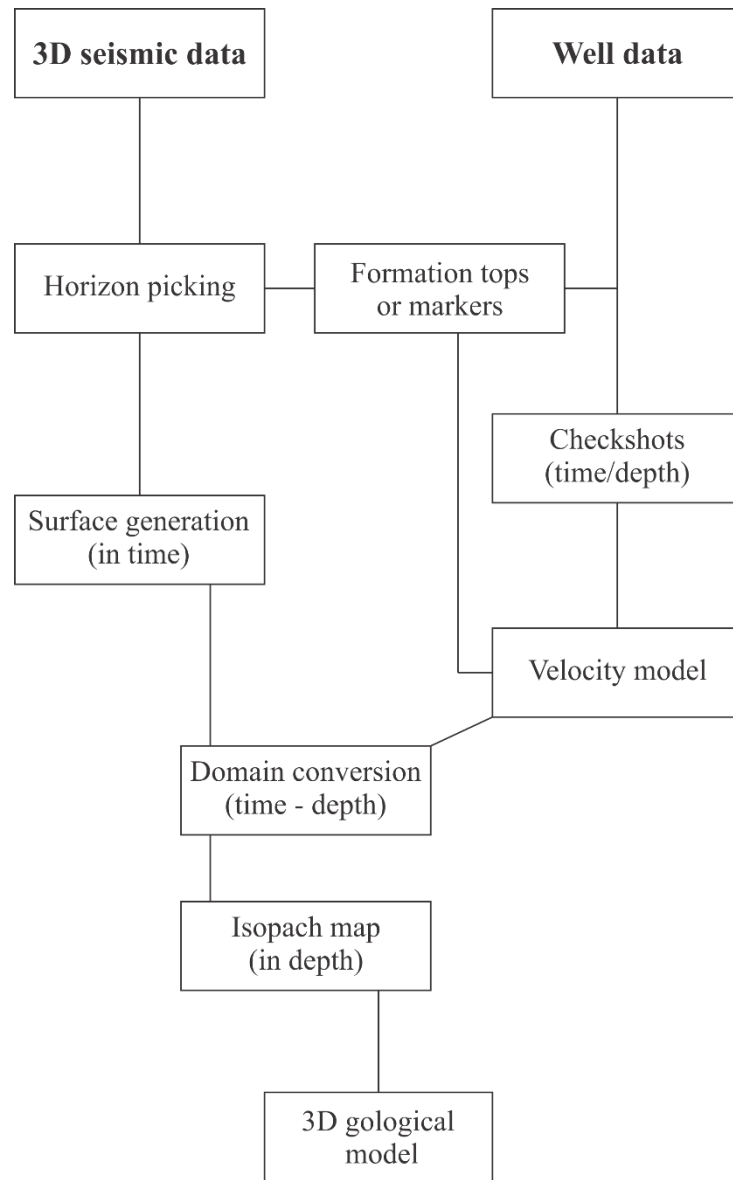 3D seismic data
Well data
Horizon picking
Formation tops
or markers
Checkshots
(time/depth)
Surface generation
(in time)
Velocity model
Domain conversion
(time - depth)
Isopach map
(in depth)
3D gological
model